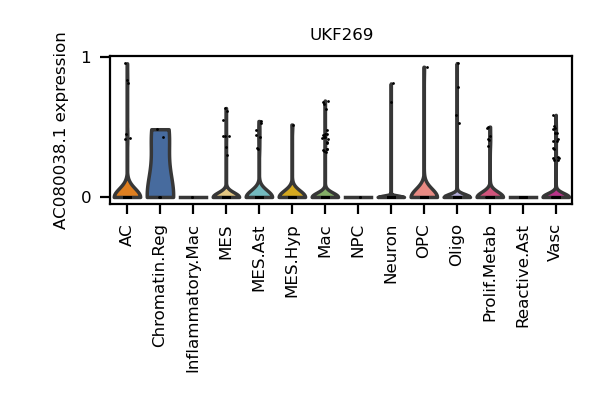 UKF269
AC080038.1 expression
1
0
AC
Chromatin.Reg
Inflammatory.Mac
MES
MES.Ast
MES.Hyp
Mac
NPC
Neuron
OPC
Oligo
Prolif.Metab
Reactive.Ast
Vasc